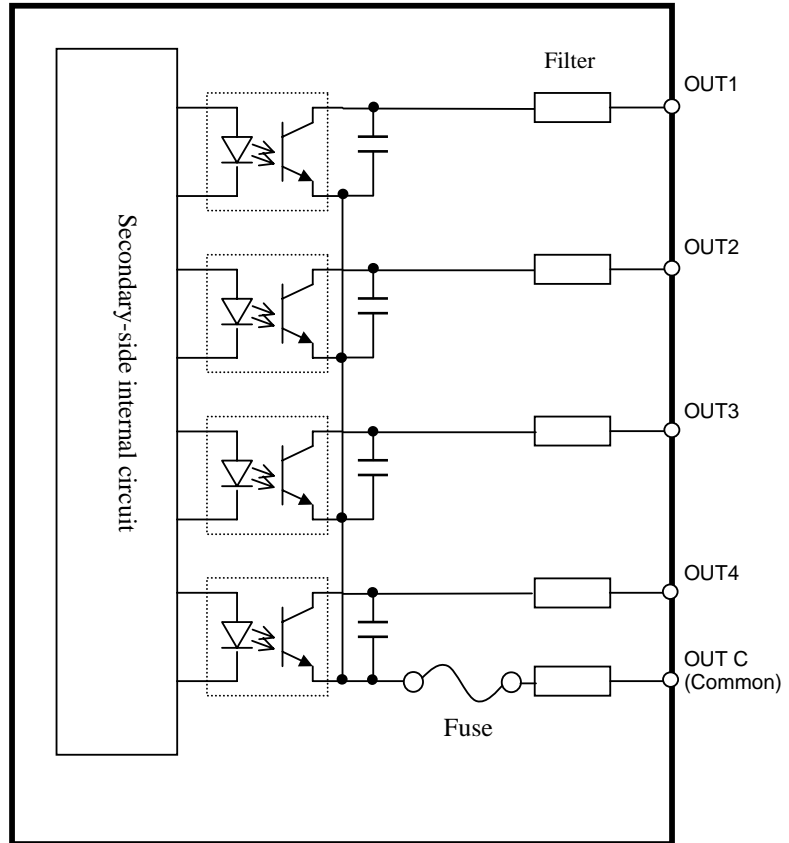 Filter
OUT1
OUT2
Secondary-side internal circuit
OUT3
OUT4
OUT C
(Common)
Fuse